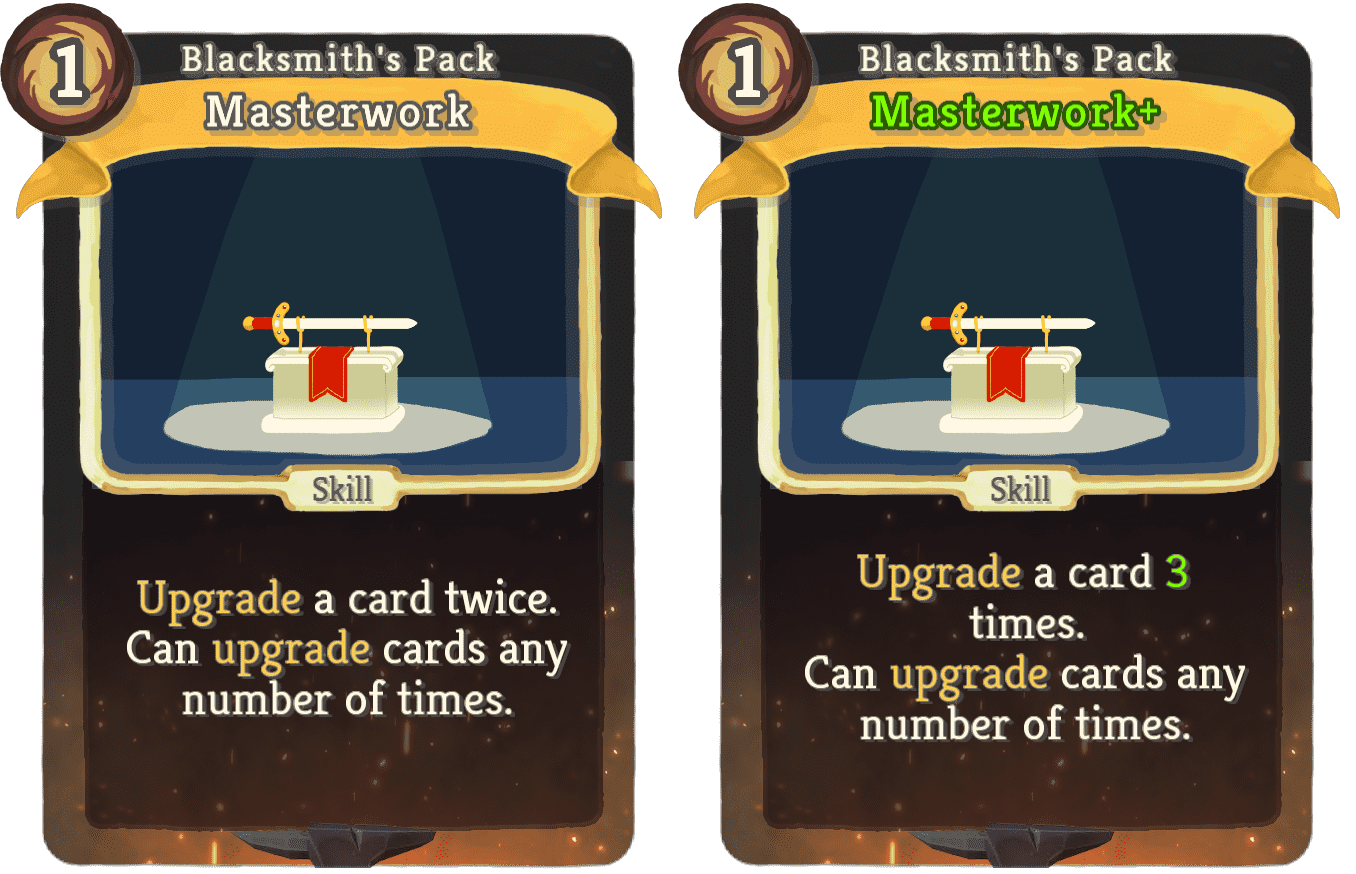 1
Blacksmith's Pack
Masterwork
Skill
Upgrade a card twice.
Can upgrade cards any
number of times.
1
Blacksmith's Pack
Masterwork+
Skill
Upgrade a card 3
times.
Can upgrade cards any
number of times.